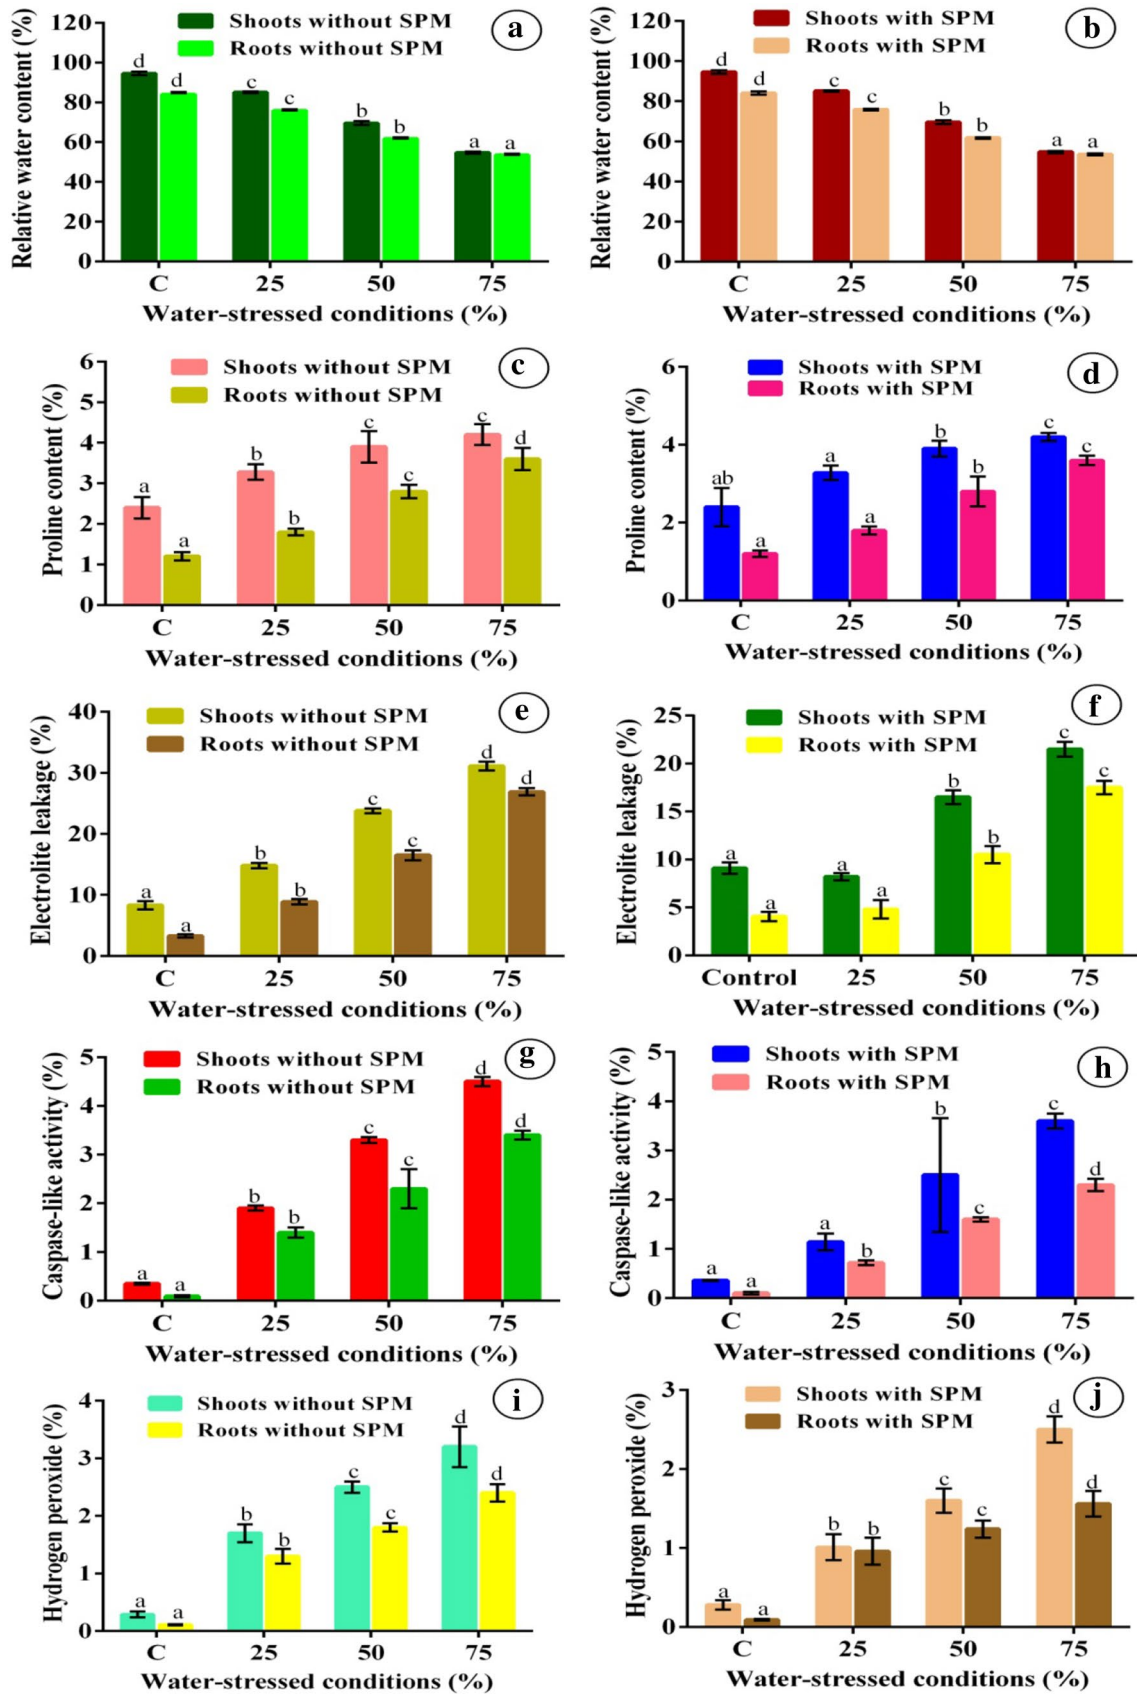 Shoots without SPM
Roots without SPM
a
Relative water content (%)
120
100
80
60
40
20
0
d
d
c
c
b
b
a
a
C
25
50
75
Water-stressed conditions (%)
Shoots with SPM
Roots with SPM
b
Relative water content (%)
120
100
80
60
40
20
0
d
d
c
c
b
b
a
a
C
25
50
75
Water-stressed conditions (%)
Shoots without SPM
Roots without SPM
c
Proline content (%)
6
5
4
3
2
1
0
a
a
b
b
c
c
c
d
C
25
50
75
Water-stressed conditions (%)
Shoots with SPM
Roots with SPM
d
Proline content (%)
6
4
2
0
ab
a
a
a
b
b
c
c
C
25
50
75
Water-stressed conditions (%)
Shoots without SPM
Roots without SPM
e
Electrolite leakage (%)
40
30
20
10
0
a
a
b
b
c
c
d
d
C
25
50
75
Water-stressed conditions (%)
Shoots with SPM
Roots with SPM
f
Electrolite leakage (%)
25
20
15
10
5
0
a
a
a
a
b
b
c
c
Control
25
50
75
Water-stressed conditions (%)
Shoots without SPM
Roots without SPM
g
Caspase-like activity (%)
5
4
3
2
1
0
a
a
b
b
c
c
d
d
C
25
50
75
Water-stressed conditions (%)
Shoots with SPM
Roots with SPM
h
Caspase-like activity (%)
5
4
3
2
1
0
a
a
a
b
b
c
c
d
C
25
50
75
Water-stressed conditions (%)
Shoots without SPM
Roots without SPM
i
Hydrogen peroxide (%)
4
3
2
1
0
a
a
b
b
c
c
d
d
C
25
50
75
Water-stressed conditions (%)
Shoots with SPM
Roots with SPM
j
Hydrogen peroxide (%)
3
2
1
0
a
a
b
b
c
c
d
d
C
25
50
75
Water-stressed conditions (%)